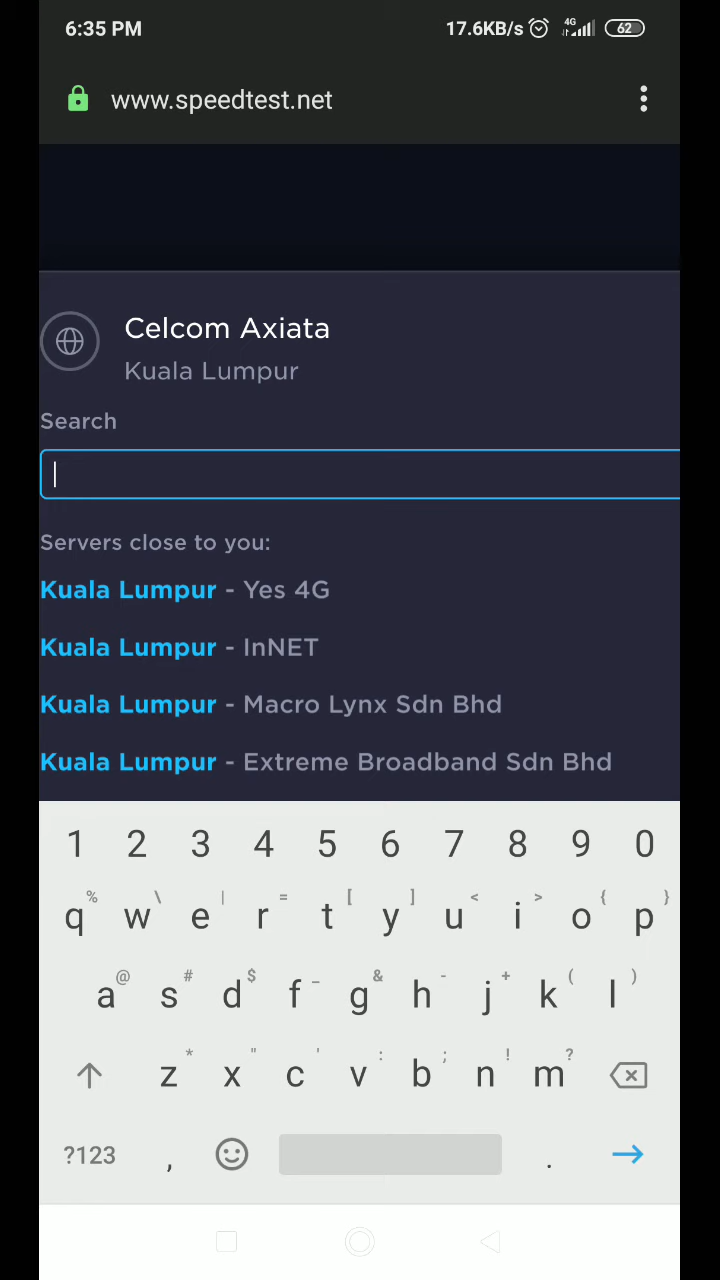 6:35 PM 17.6KB/s 4G 62
www.speedtest.net
Celcom Axiata
Kuala Lumpur
Search
Servers close to you:
Kuala Lumpur - Yes 4G
Kuala Lumpur - InNET
Kuala Lumpur - Macro Lynx Sdn Bhd
Kuala Lumpur - Extreme Broadband Sdn Bhd
1 2 3 4 5 6 7 8 9 0
% \ | = [ ] < > { }
q w e r t y u i o p
@ # $ _ & - + ( )
a s d f g h j k l
* " ' : ; ! ?
z x c v b n m
?123 , .